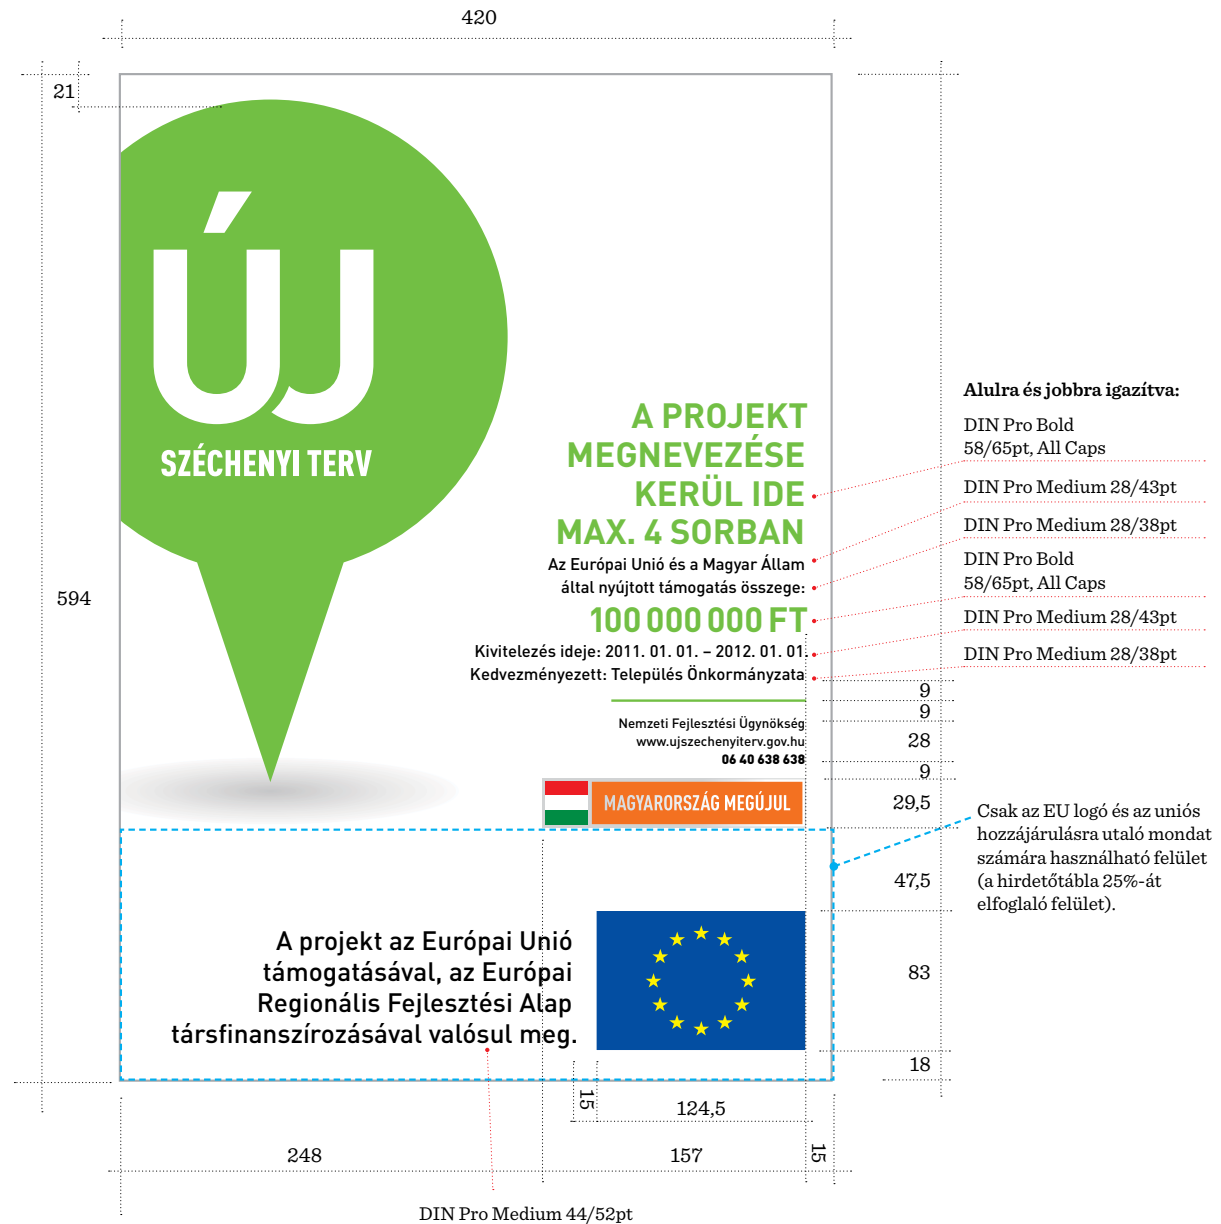 420
21
ÚJ
SZÉCHENYI TERV
594
A PROJEKT
MEGNEVEZÉSE
KERÜL IDE
MAX. 4 SORBAN
Az Európai Unió és a Magyar Állam
által nyújtott támogatás összege:
100 000 000 FT
Kivitelezés ideje: 2011. 01. 01. – 2012. 01. 01.
Kedvezményezett: Település Önkormányzata
Nemzeti Fejlesztési Ügynökség
www.ujszechenyiterv.gov.hu
06 40 638 638
MAGYARORSZÁG MEGÚJUL
A projekt az Európai Unió
támogatásával, az Európai
Regionális Fejlesztési Alap
társfinanszírozásával valósul meg.
Alulra és jobbra igazítva:
DIN Pro Bold
58/65pt, All Caps
DIN Pro Medium 28/43pt
DIN Pro Medium 28/38pt
DIN Pro Bold
58/65pt, All Caps
DIN Pro Medium 28/43pt
DIN Pro Medium 28/38pt
9
9
28
9
29,5
47,5
83
18
Csak az EU logó és az uniós
hozzájárulásra utaló mondat
számára használható felület
(a hirdetőtábla 25%-át
elfoglaló felület).
15
124,5
248
157
15
DIN Pro Medium 44/52pt